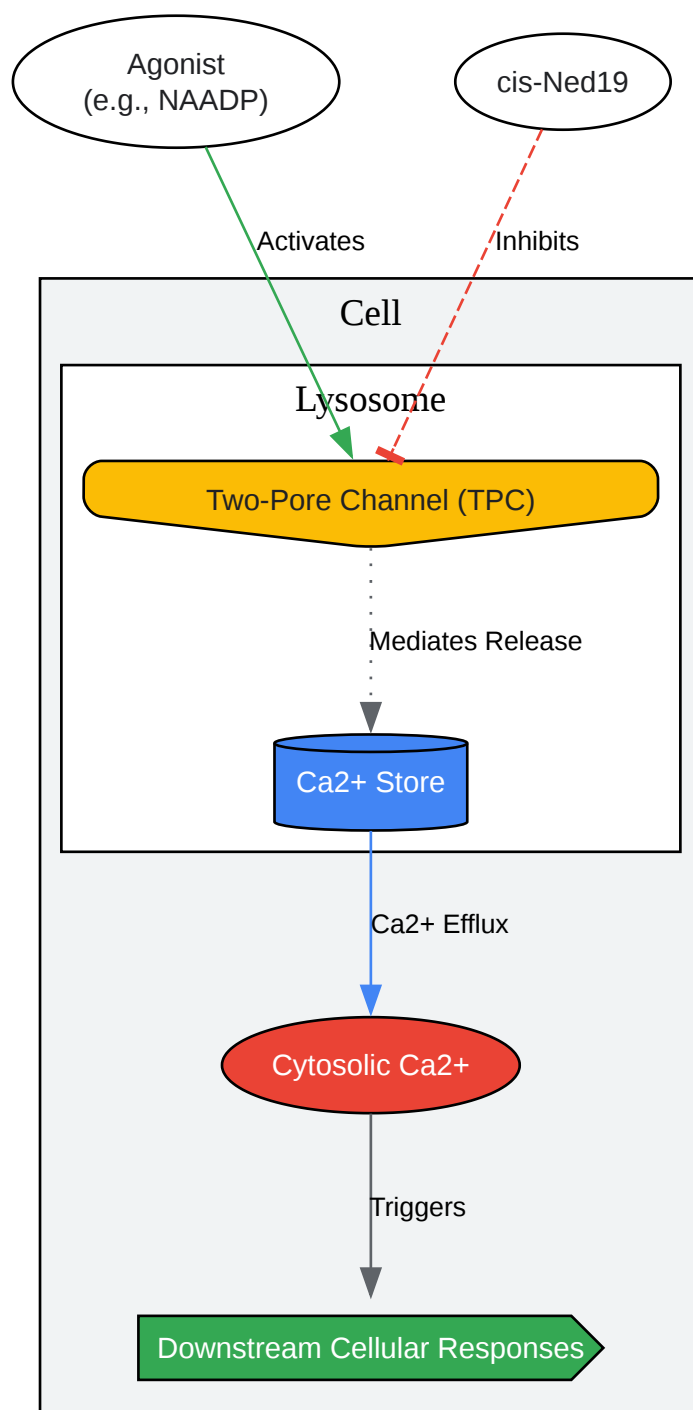 Agonist
(e.g., NAADP)
cis-Ned19
Activates
Inhibits
Cell
Lysosome
Two-Pore Channel (TPC)
Mediates Release
Ca2+ Store
Ca2+ Efflux
Cytosolic Ca2+
Triggers
Downstream Cellular Responses